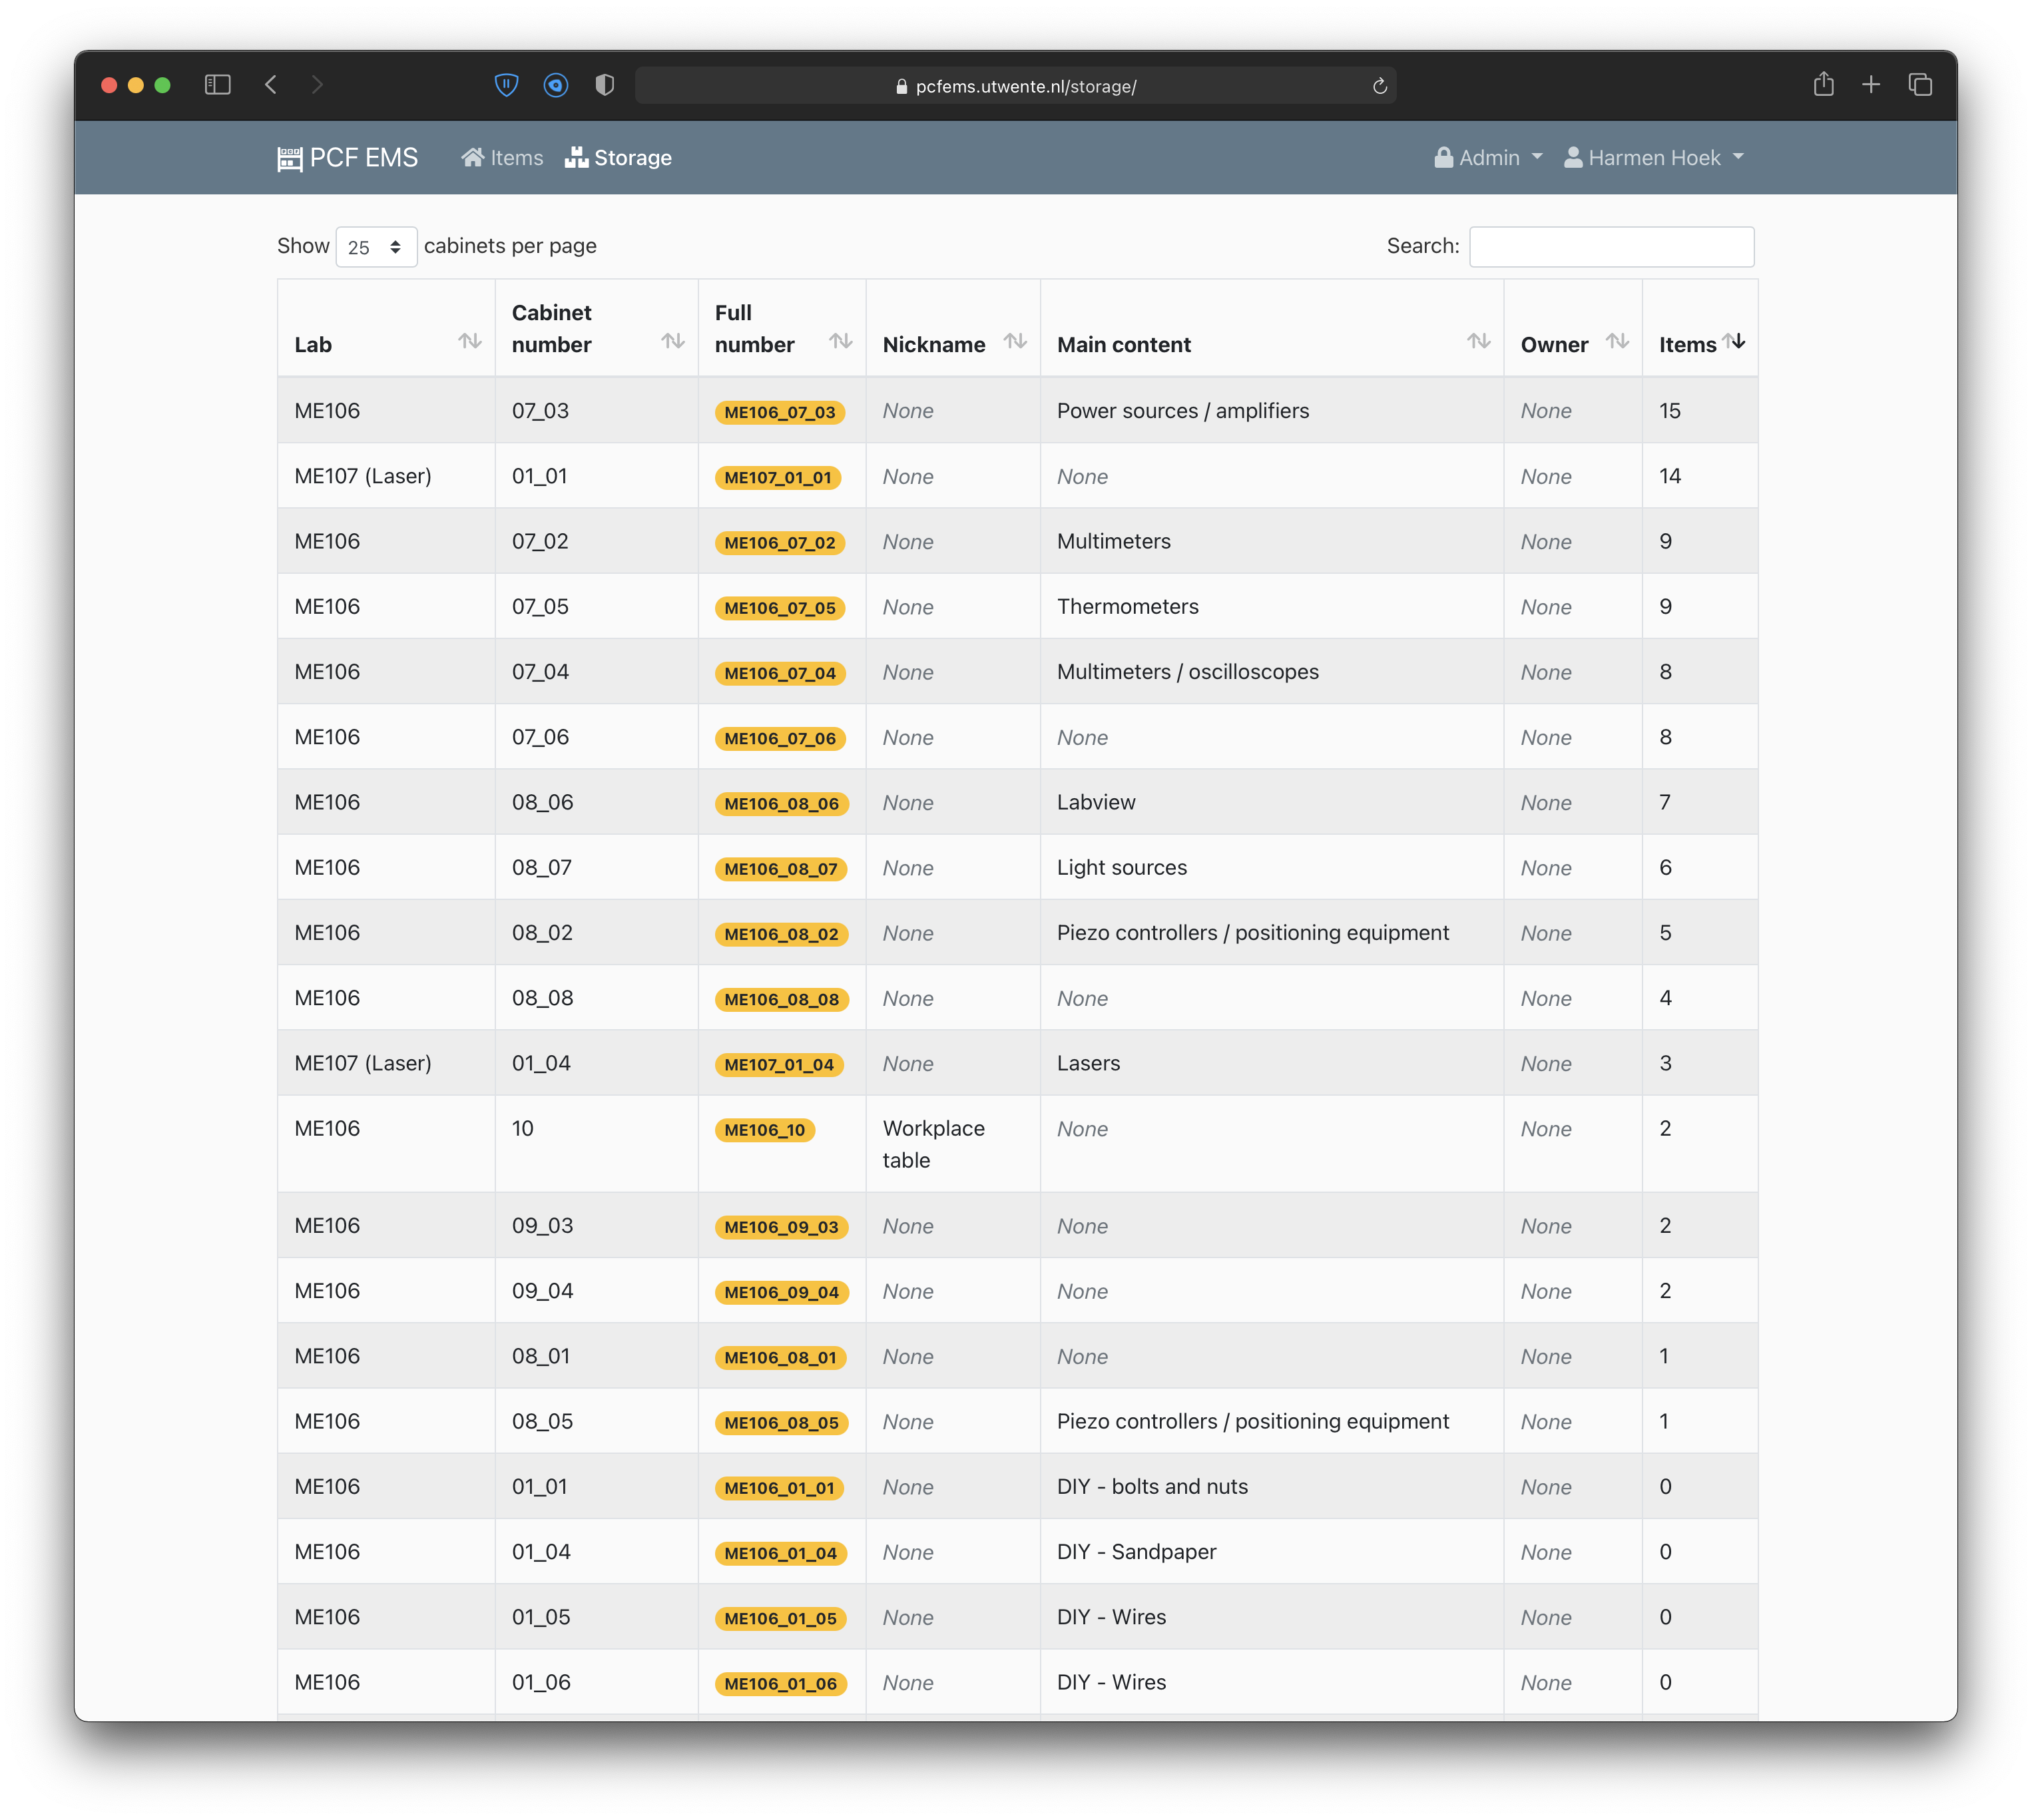 pcfems.utwente.nl/storage/
PCF EMS Items Storage Admin Harmen Hoek
Show 25 cabinets per page Search:
Lab Cabinet number Full number Nickname Main content Owner Items
ME106 07_03 ME106_07_03 None Power sources / amplifiers None 15
ME107 (Laser) 01_01 ME107_01_01 None None None 14
ME106 07_02 ME106_07_02 None Multimeters None 9
ME106 07_05 ME106_07_05 None Thermometers None 9
ME106 07_04 ME106_07_04 None Multimeters / oscilloscopes None 8
ME106 07_06 ME106_07_06 None None None 8
ME106 08_06 ME106_08_06 None Labview None 7
ME106 08_07 ME106_08_07 None Light sources None 6
ME106 08_02 ME106_08_02 None Piezo controllers / positioning equipment None 5
ME106 08_08 ME106_08_08 None None None 4
ME107 (Laser) 01_04 ME107_01_04 None Lasers None 3
ME106 10 ME106_10 Workplace table None None 2
ME106 09_03 ME106_09_03 None None None 2
ME106 09_04 ME106_09_04 None None None 2
ME106 08_01 ME106_08_01 None None None 1
ME106 08_05 ME106_08_05 None Piezo controllers / positioning equipment None 1
ME106 01_01 ME106_01_01 None DIY - bolts and nuts None 0
ME106 01_04 ME106_01_04 None DIY - Sandpaper None 0
ME106 01_05 ME106_01_05 None DIY - Wires None 0
ME106 01_06 ME106_01_06 None DIY - Wires None 0